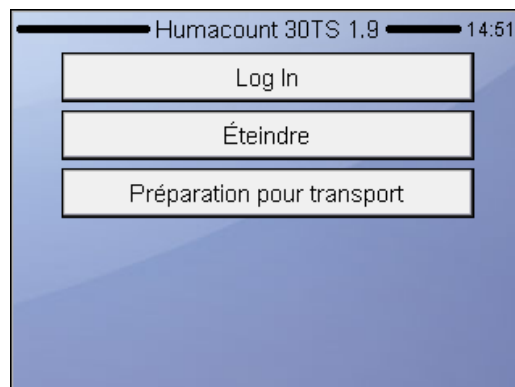 Humacount 30TS 1.9 14:51
Log In
Éteindre
Préparation pour transport